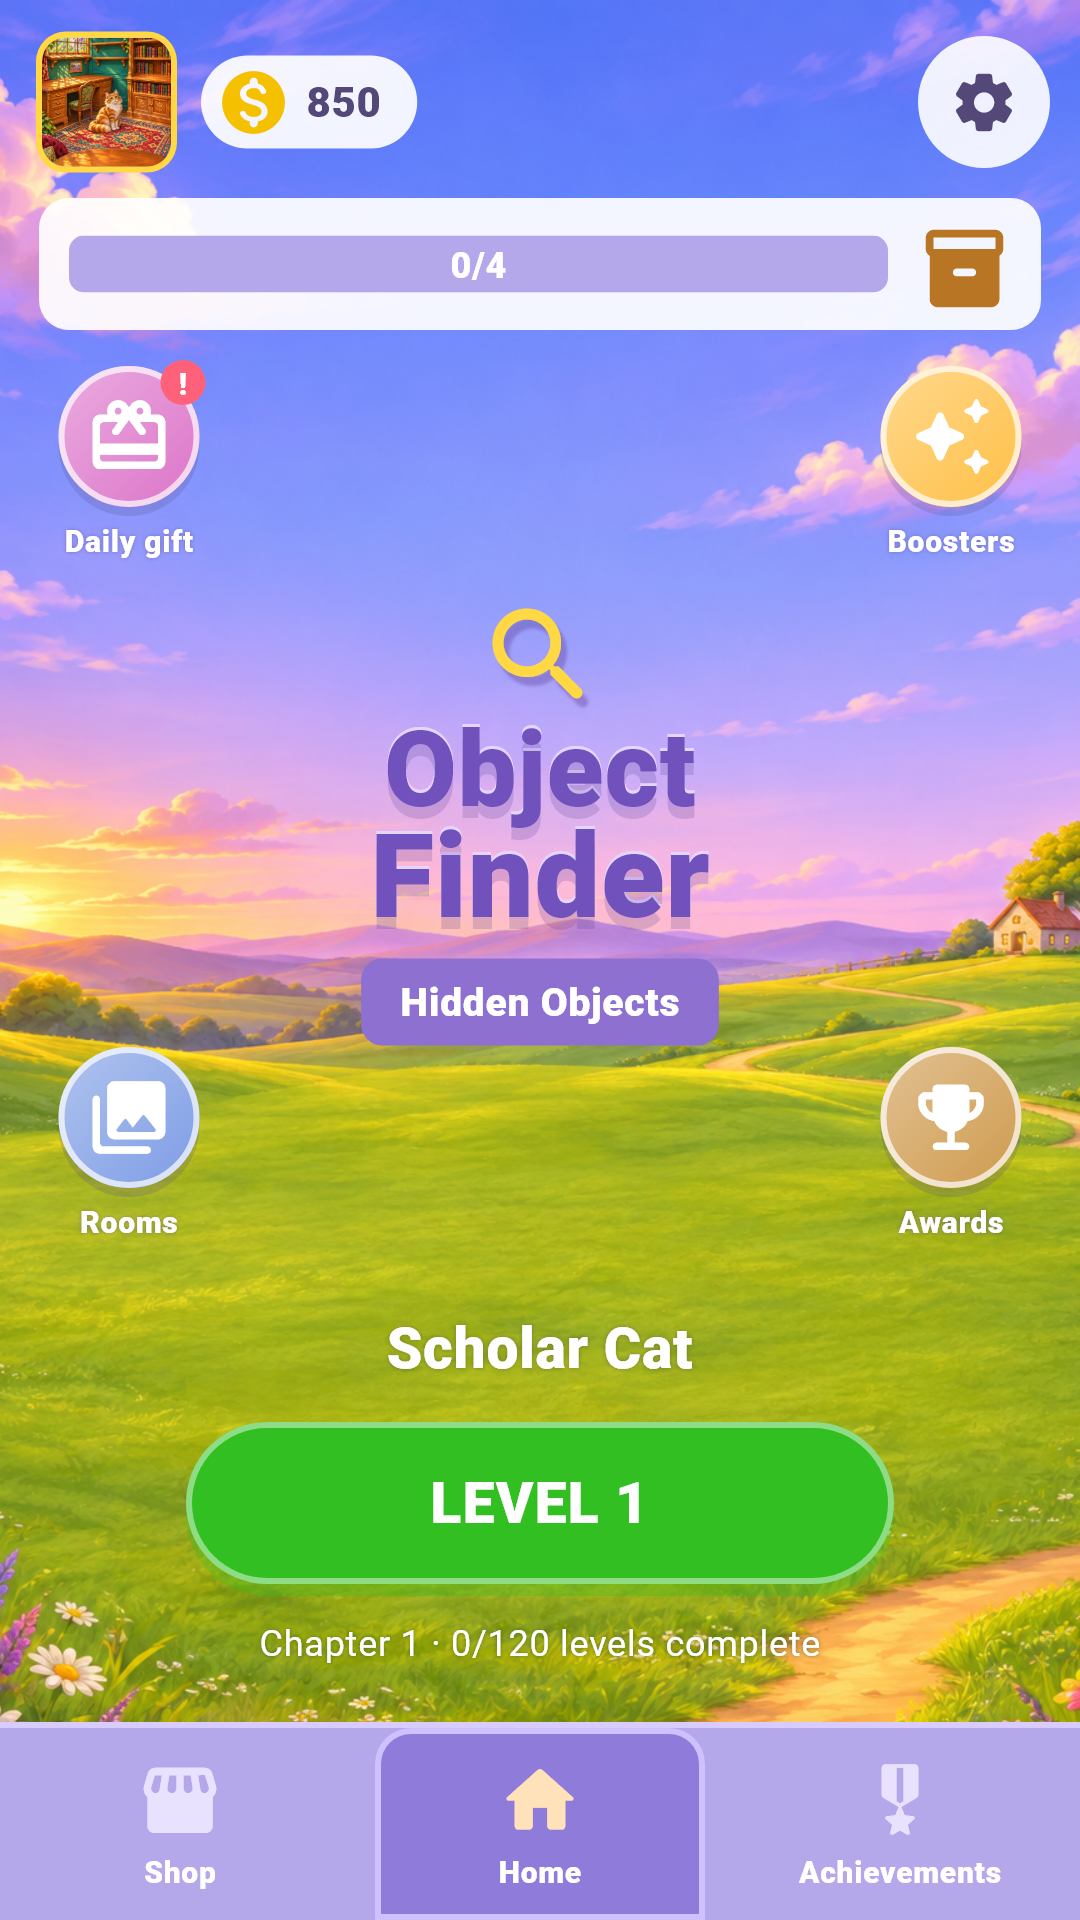 850
0/4
!
Daily gift
Boosters
Object
Finder
Hidden Objects
Rooms
Awards
Scholar Cat
LEVEL 1
Chapter 1 · 0/120 levels complete
Shop
Home
Achievements